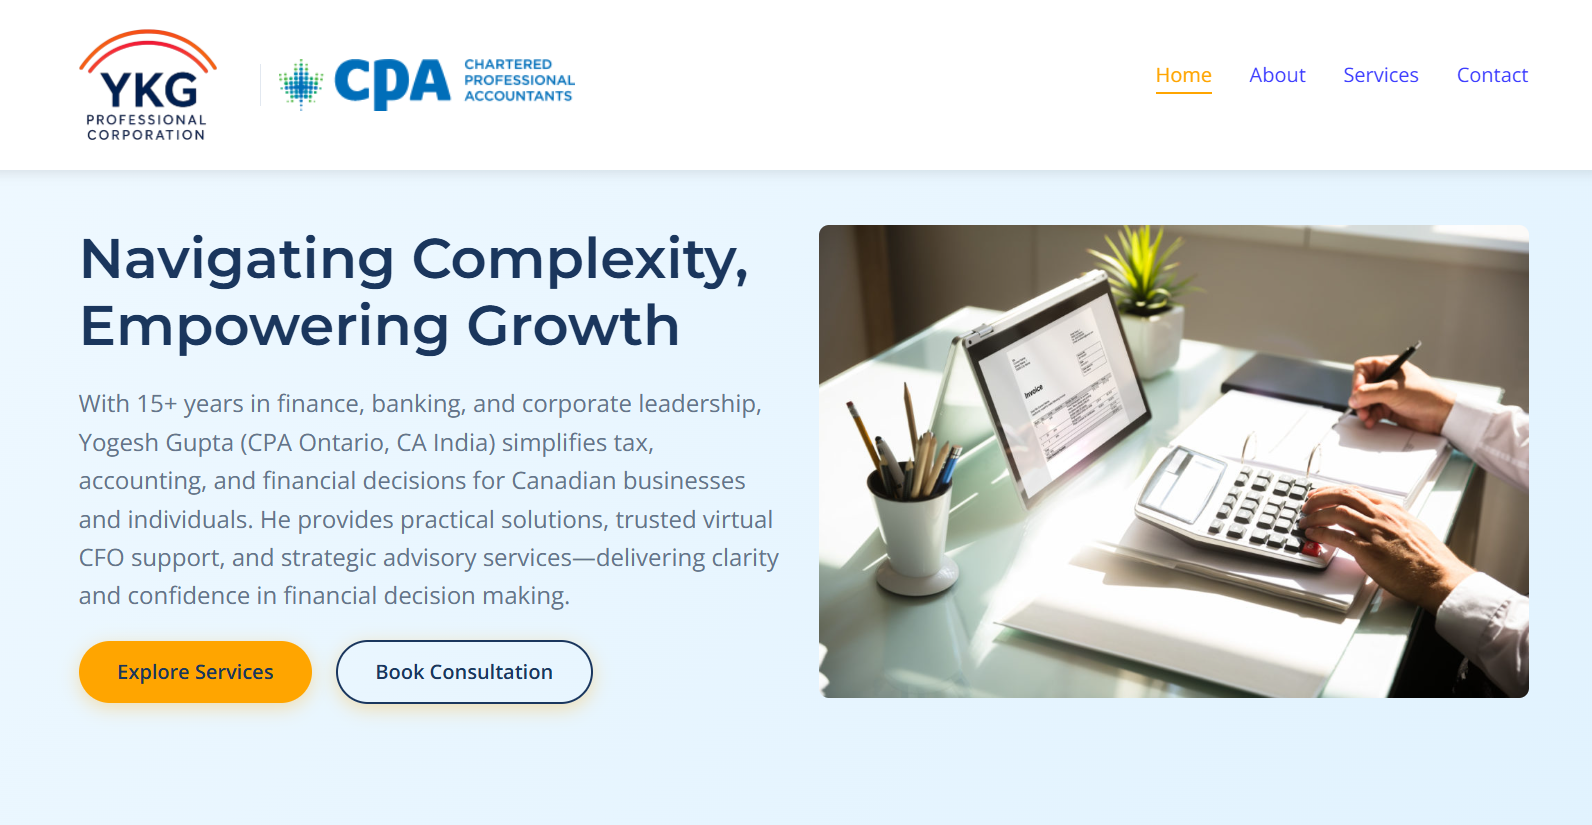 YKG
PROFESSIONAL
CORPORATION
CPA
CHARTERED
PROFESSIONAL
ACCOUNTANTS
Home About Services Contact
Navigating Complexity,
Empowering Growth
With 15+ years in finance, banking, and corporate leadership,
Yogesh Gupta (CPA Ontario, CA India) simplifies tax,
accounting, and financial decisions for Canadian businesses
and individuals. He provides practical solutions, trusted virtual
CFO support, and strategic advisory services—delivering clarity
and confidence in financial decision making.
Explore Services Book Consultation
Invoice